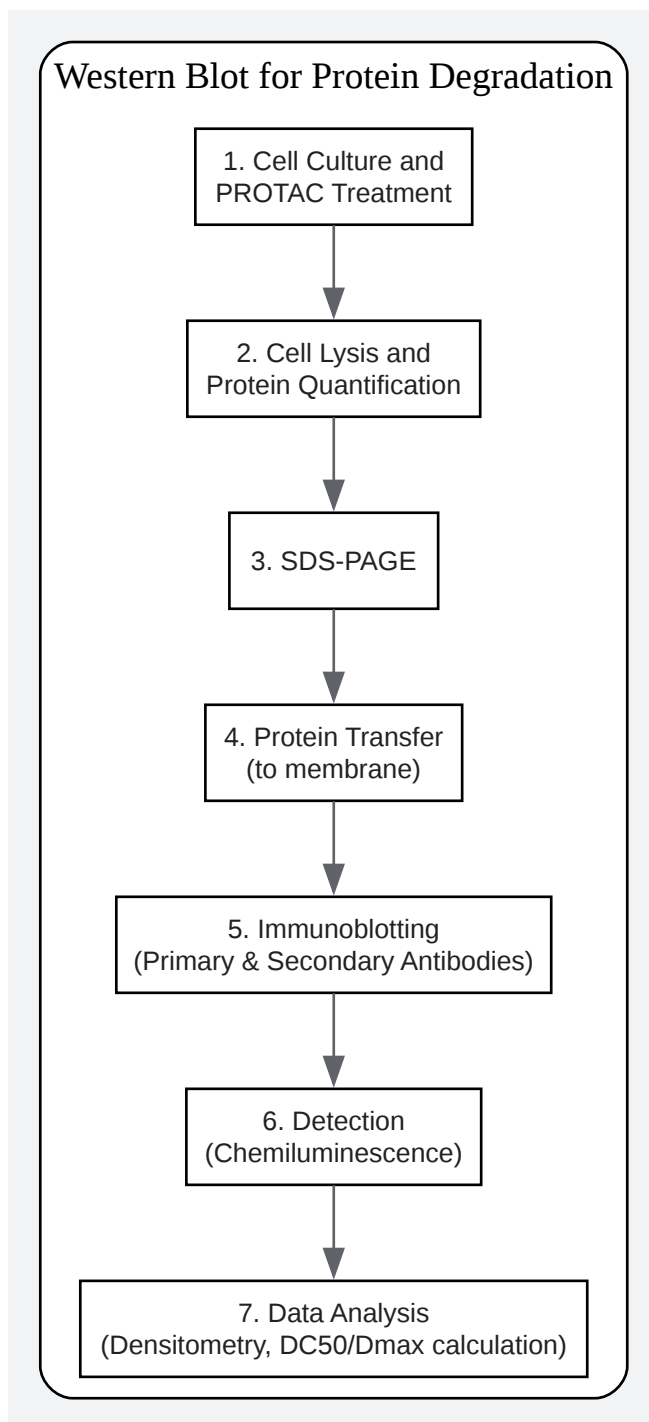 Western Blot for Protein Degradation
1. Cell Culture and
PROTAC Treatment
2. Cell Lysis and
Protein Quantification
3. SDS-PAGE
4. Protein Transfer
(to membrane)
5. Immunoblotting
(Primary & Secondary Antibodies)
6. Detection
(Chemiluminescence)
7. Data Analysis
(Densitometry, DC50/Dmax calculation)